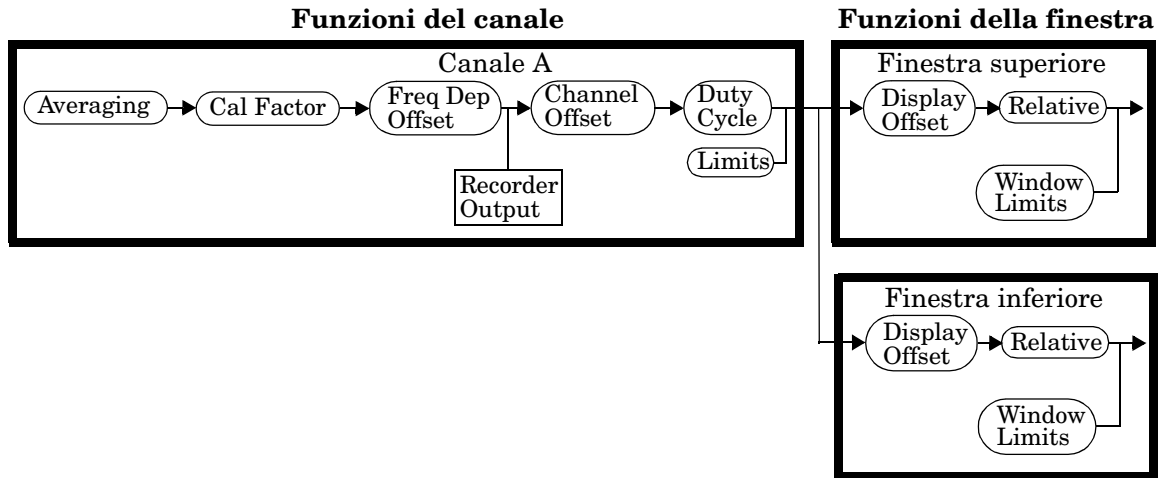 Funzioni del canale
Funzioni della finestra
Canale A
Averaging
Cal Factor
Freq Dep
Offset
Channel
Offset
Duty
Cycle
Limits
Recorder
Output
Finestra superiore
Display
Offset
Relative
Window
Limits
Finestra inferiore
Display
Offset
Relative
Window
Limits